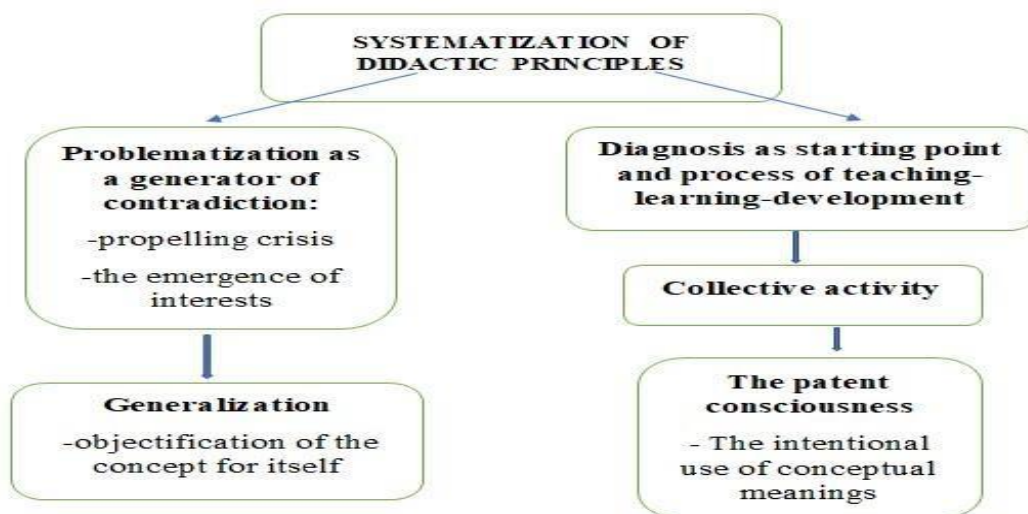 SYSTEMATIZATION OF
DIDACTIC PRINCIPLES
Problematization as
a generator of
contradiction:
-propelling crisis
-the emergence of
interests
Generalization
-objectification of the
concept for itself
Diagnosis as starting point
and process of teaching-
learning-development
Collective activity
The patent
consciousness
- The intentional
use of conceptual
meanings